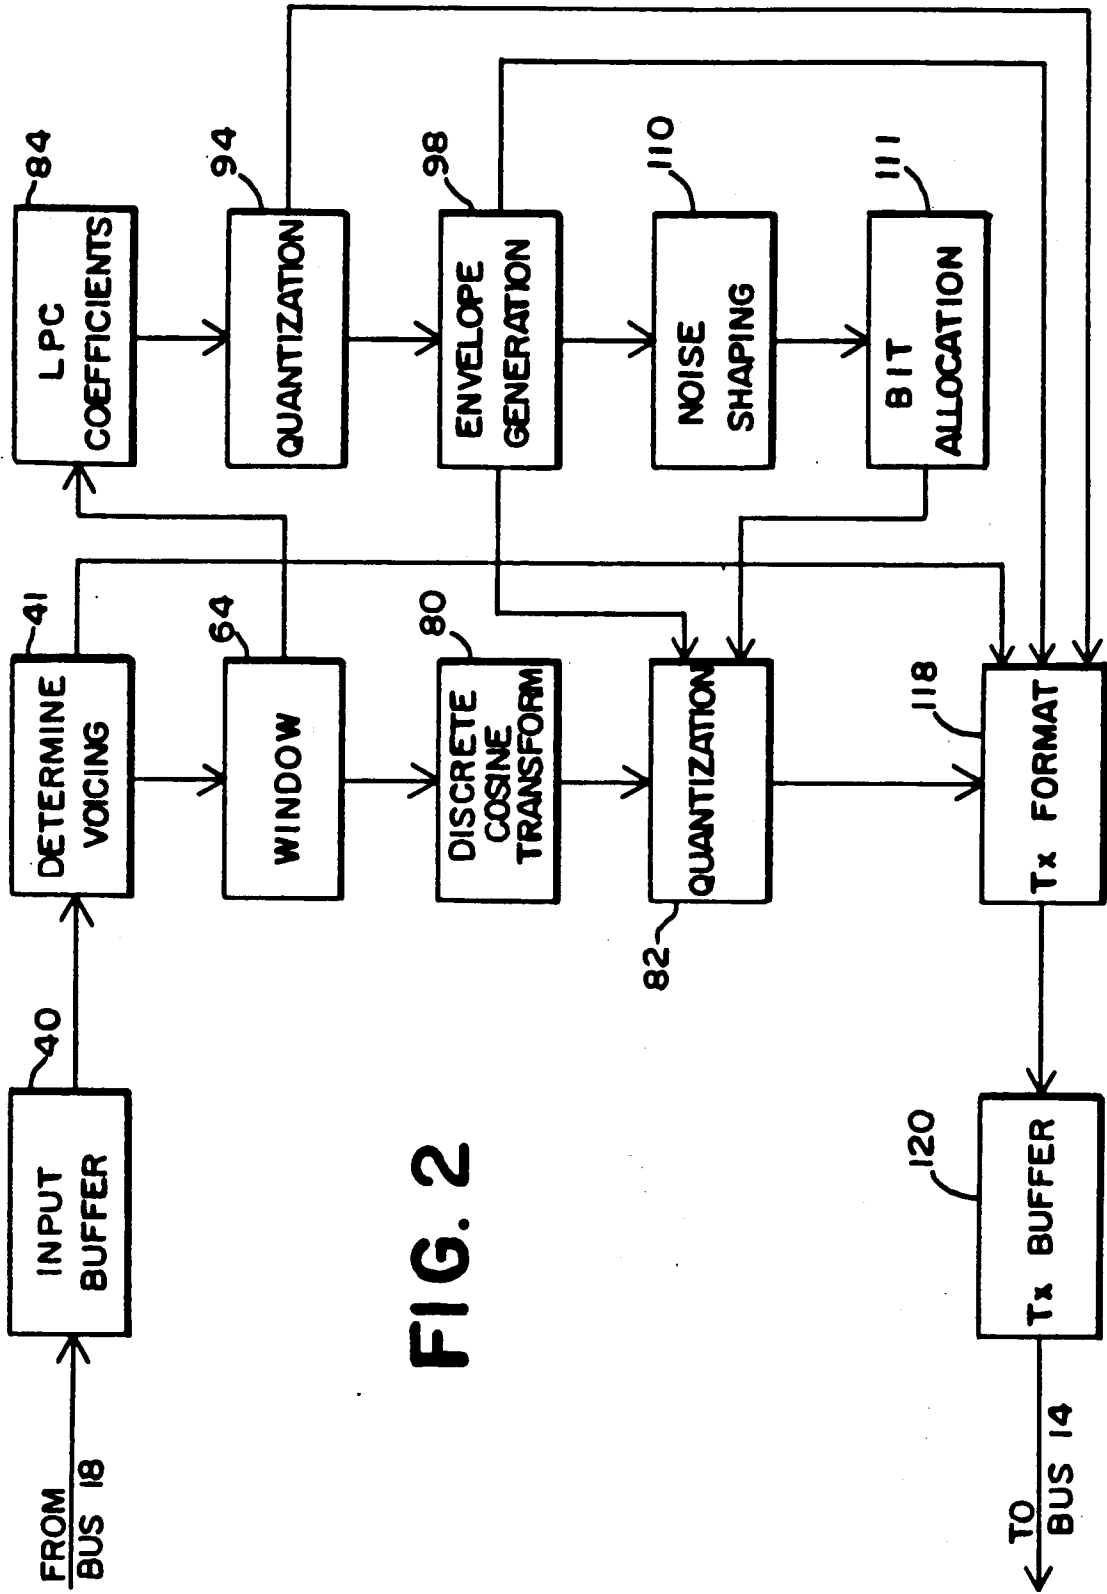 FROM
BUS 18
40
INPUT
BUFFER
41
DETERMINE
VOICING
84
LPC
COEFFICIENTS
64
WINDOW
94
QUANTIZATION
80
DISCRETE
COSINE
TRANSFORM
98
ENVELOPE
GENERATION
82
QUANTIZATION
110
NOISE
SHAPING
111
BIT
ALLOCATION
118
Tx FORMAT
120
Tx BUFFER
TO
BUS 14
FIG. 2